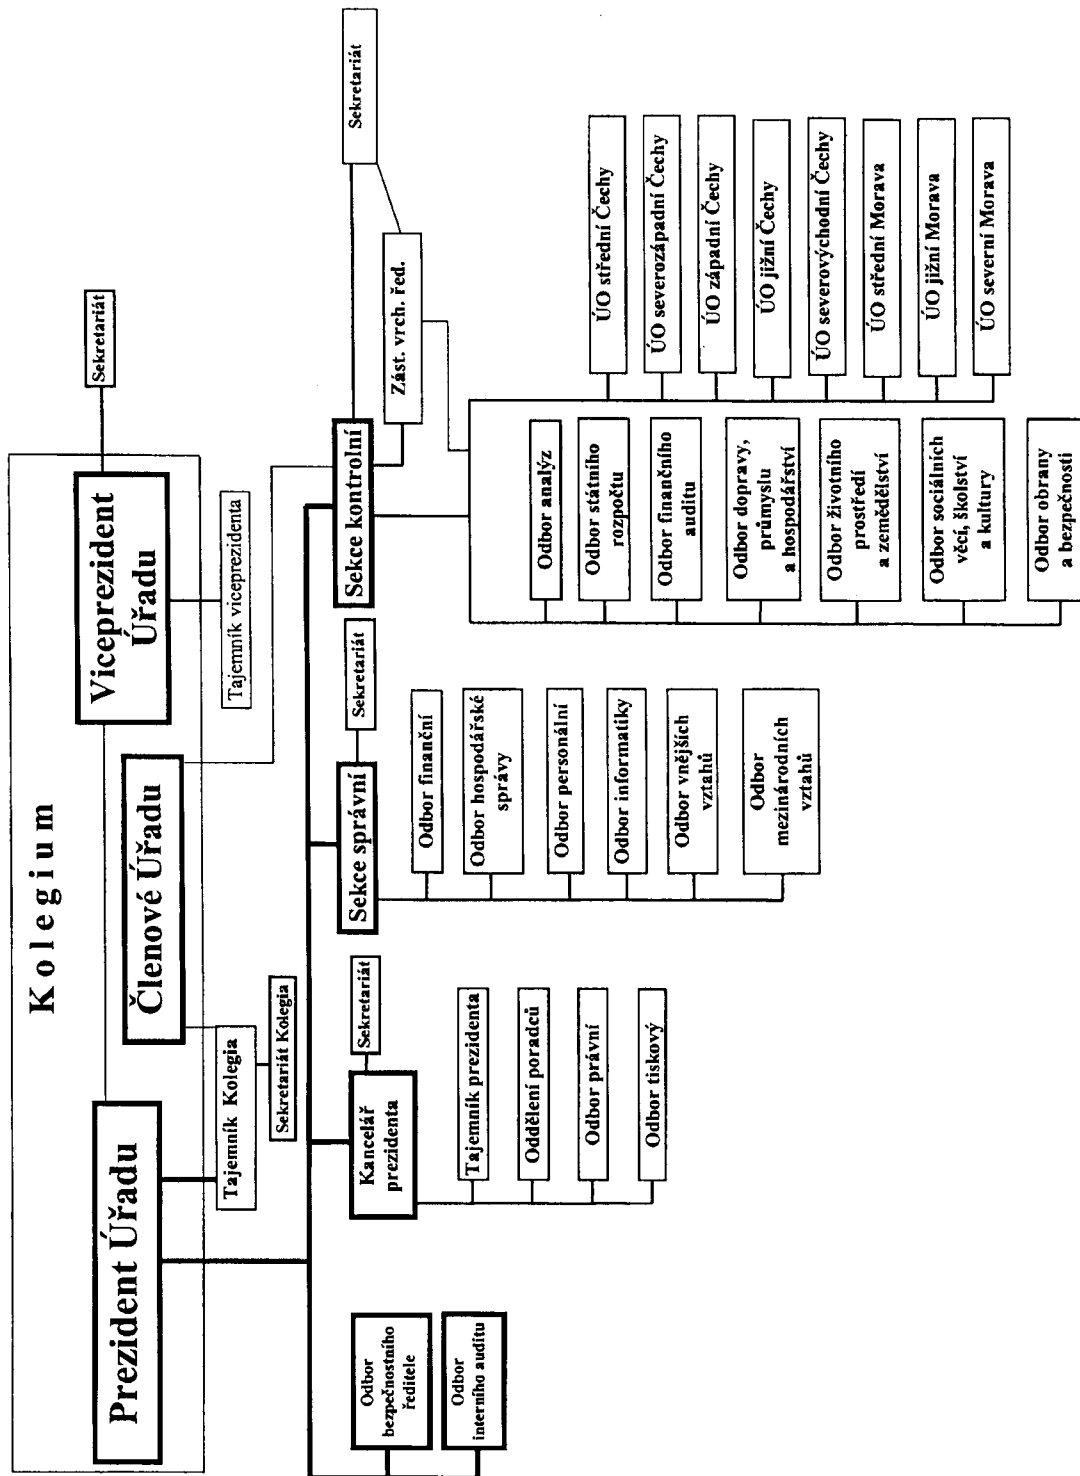 Kolegium
Prezident Úřadu
Členové Úřadu
Viceprezident
Úřadu
Sekretariát
Tajemník Kolegia
Sekretariát Kolegia
Tajemník viceprezidenta
Odbor
bezpečnostního
ředitele
Odbor
interního auditu
Kancelář
prezidenta
Sekretariát
Tajemník prezidenta
Oddělení poradců
Odbor právní
Odbor tiskový
Sekce správní
Sekretariát
Odbor finanční
Odbor hospodářské
správy
Odbor personální
Odbor informatiky
Odbor vnějších
vztahů
Odbor
mezinárodních
vztahů
Sekce kontrolní
Sekretariát
Zást. vrch. řed.
Odbor analýz
Odbor státního
rozpočtu
Odbor finančního
auditu
Odbor dopravy,
průmyslu
a hospodářství
Odbor životního
prostředí
a zemědělství
Odbor sociálních
věcí, školství
a kultury
Odbor obrany
a bezpečnosti
ÚO střední Čechy
ÚO severozápadní Čechy
ÚO západní Čechy
ÚO jižní Čechy
ÚO severovýchodní Čechy
ÚO střední Morava
ÚO jižní Morava
ÚO severní Morava